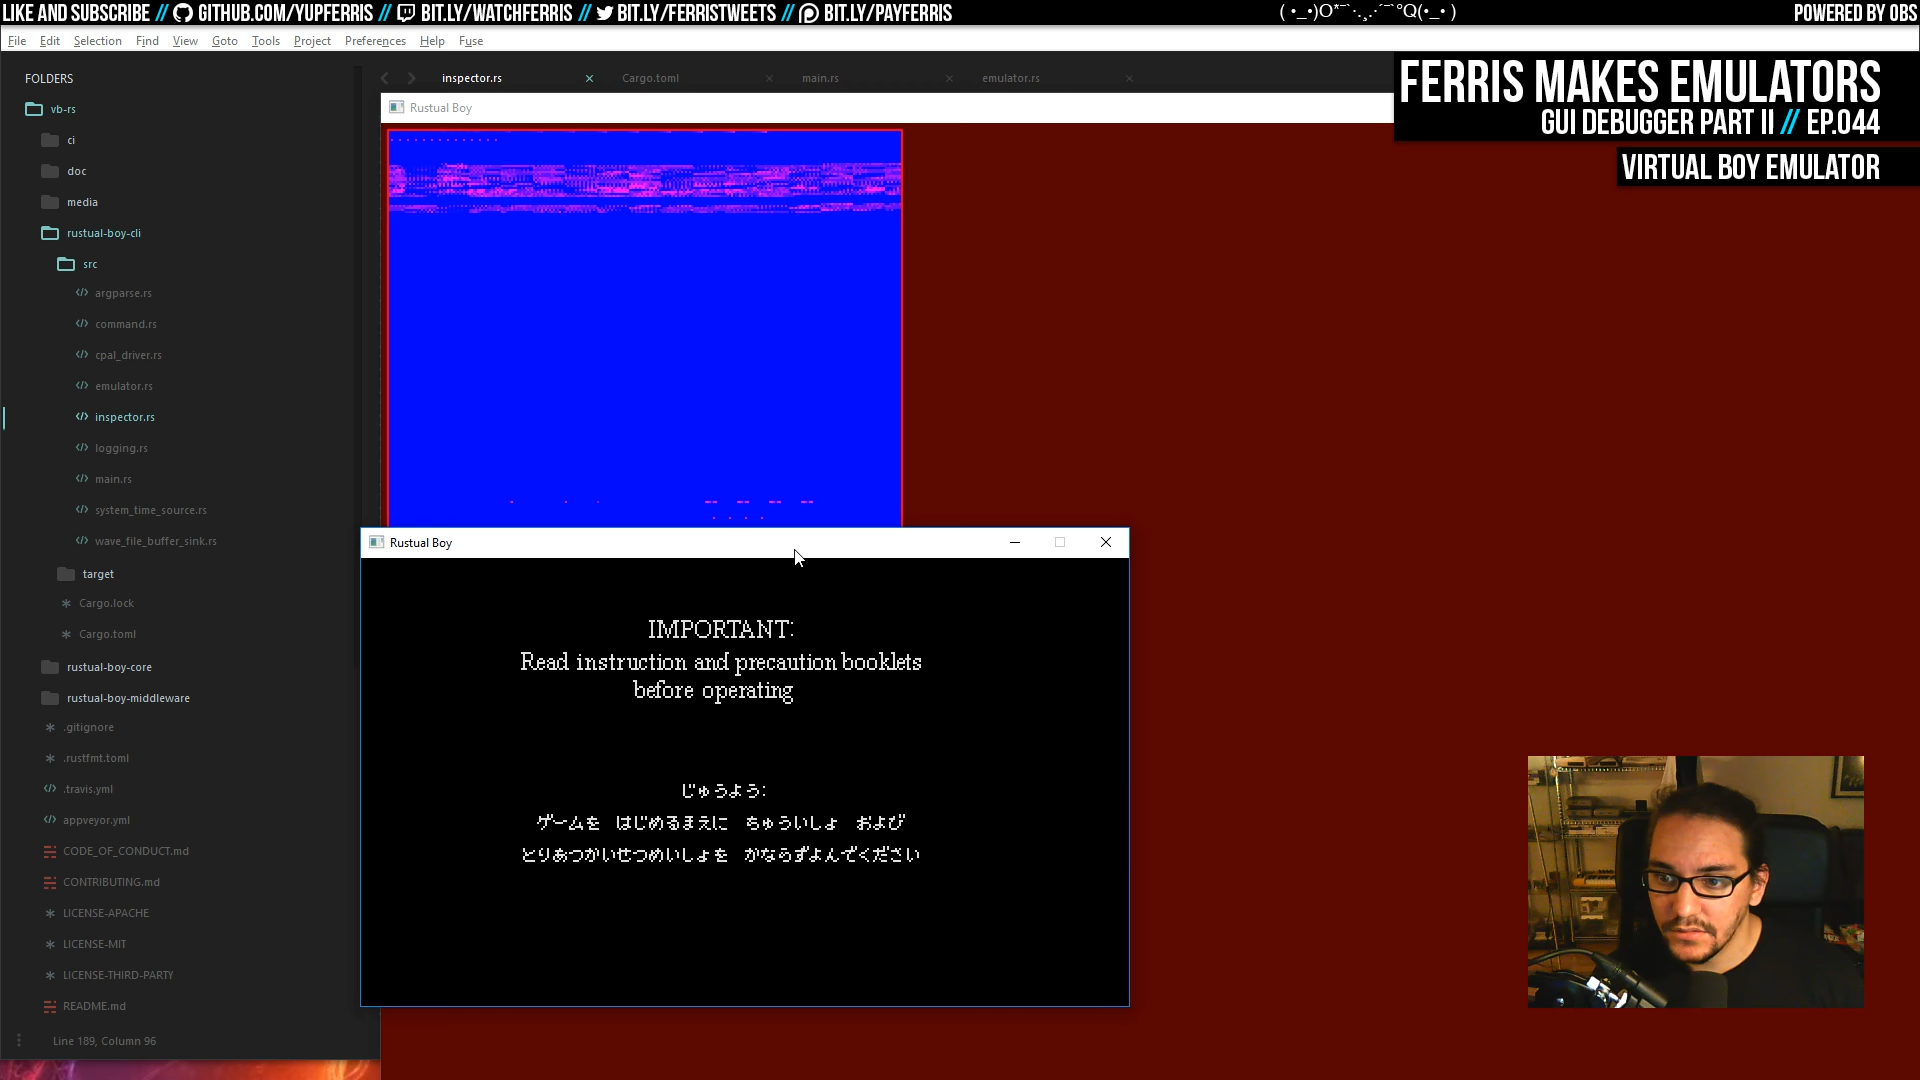 LIKE AND SUBSCRIBE // GITHUB.COM/YUPFERRIS // BIT.LY/WATCHFERRIS // BIT.LY/FERRISTWEETS // BIT.LY/PAYFERRIS
( •_•)O*¯`·.¸.·´¯`°Q(•_• )
POWERED BY OBS
File Edit Selection Find View Goto Tools Project Preferences Help Fuse
FOLDERS
inspector.rs × Cargo.toml × main.rs × emulator.rs ×
FERRIS MAKES EMULATORS
GUI DEBUGGER PART II // EP.044
VIRTUAL BOY EMULATOR
Rustual Boy
vb-rs
ci
doc
media
rustual-boy-cli
src
argparse.rs
command.rs
cpal_driver.rs
emulator.rs
inspector.rs
logging.rs
main.rs
system_time_source.rs
wave_file_buffer_sink.rs
target
Cargo.lock
Cargo.toml
rustual-boy-core
rustual-boy-middleware
.gitignore
.rustfmt.toml
.travis.yml
appveyor.yml
CODE_OF_CONDUCT.md
CONTRIBUTING.md
LICENSE-APACHE
LICENSE-MIT
LICENSE-THIRD-PARTY
README.md
Line 189, Column 96
Rustual Boy
IMPORTANT:
Read instruction and precaution booklets
before operating
じゅうよう:
ゲームを はじめるまえに ちゅういしょ および
とりあつかいせつめいしょを かならずよんでください